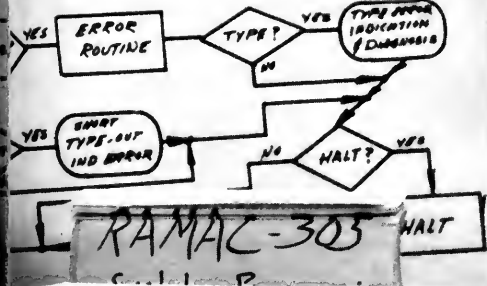 YES
ERROR
ROUTINE
TYPE?
YES
TYPE ERROR
INDICATION
& DIAGNOSIS
NO
YES
SHORT
TYPE-OUT
IND ERROR
NO
HALT?
YES
HALT
RAMAC-305